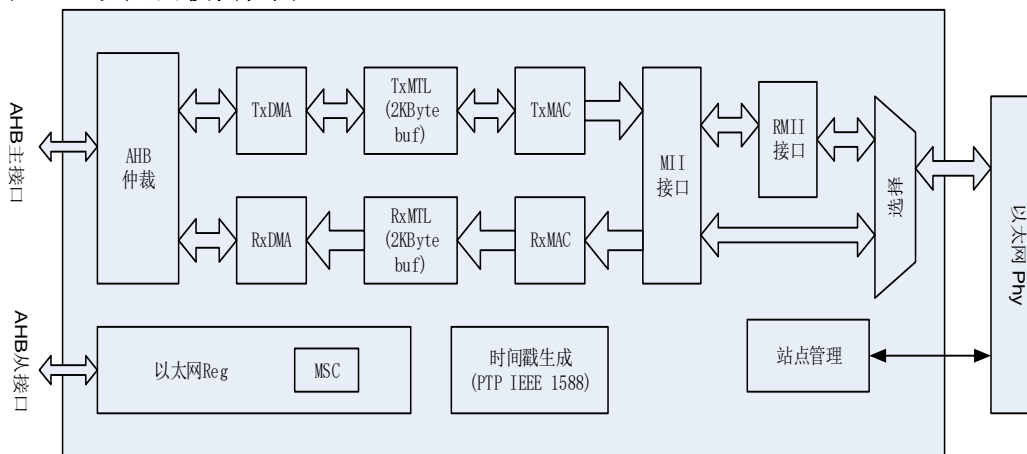 TxDMA
TxMTL
(2KByte
buf)
TxMAC
RMII
接口
AHB主接口
AHB
仲裁
MII
接口
选择
RxDMA
RxMTL
(2KByte
buf)
RxMAC
以太网 Phy
AHB从接口
以太网Reg
MSC
时间戳生成
(PTP IEEE 1588)
站点管理